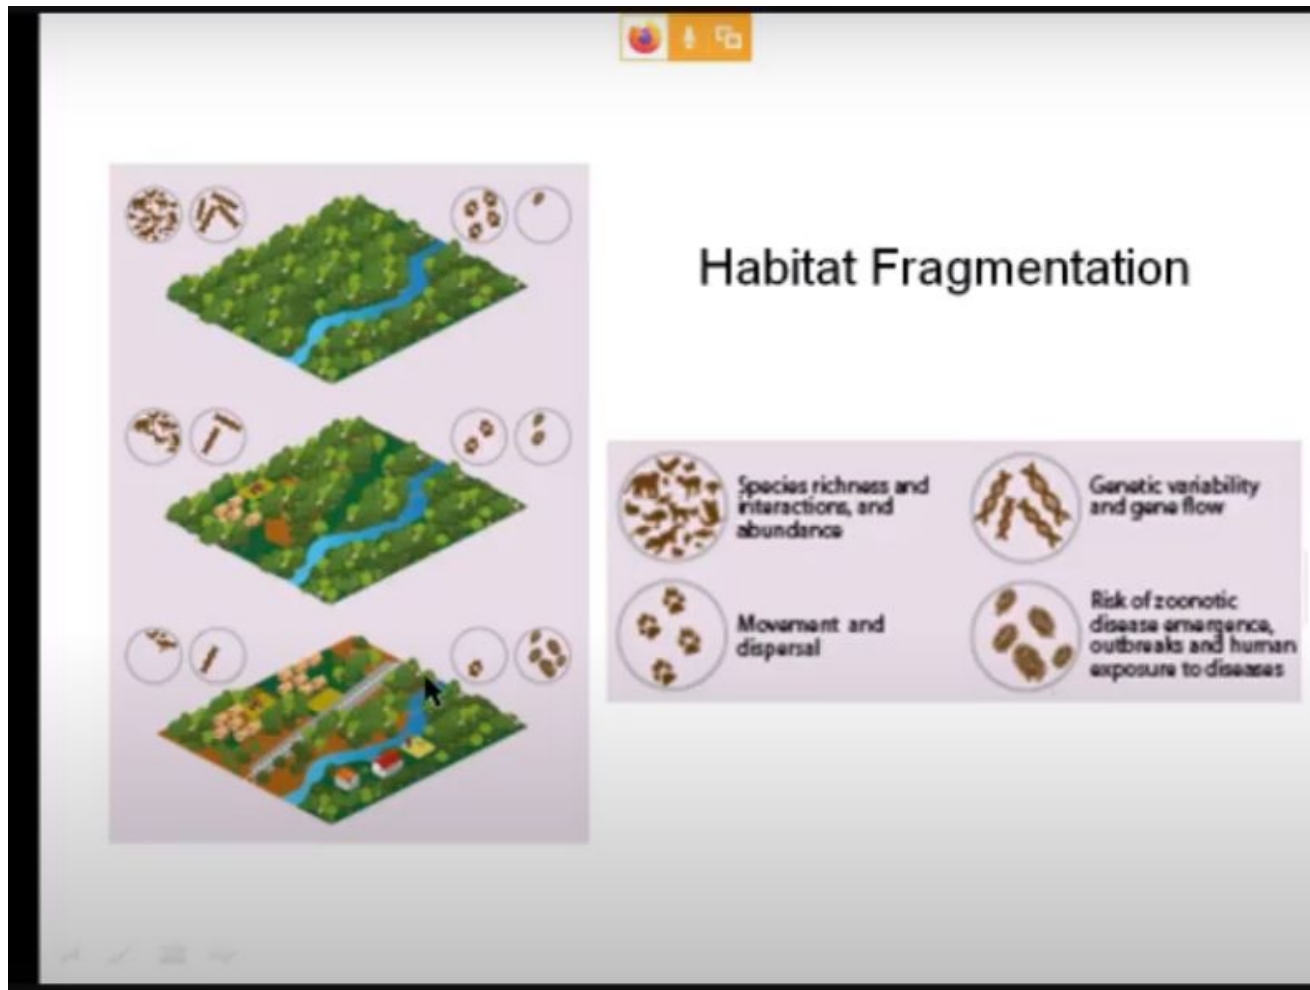 Habitat Fragmentation
Species richness and
interactions, and
abundance
Genetic variability
and gene flow
Movement and
dispersal
Risk of zoonotic
disease emergence,
outbreaks and human
exposure to diseases